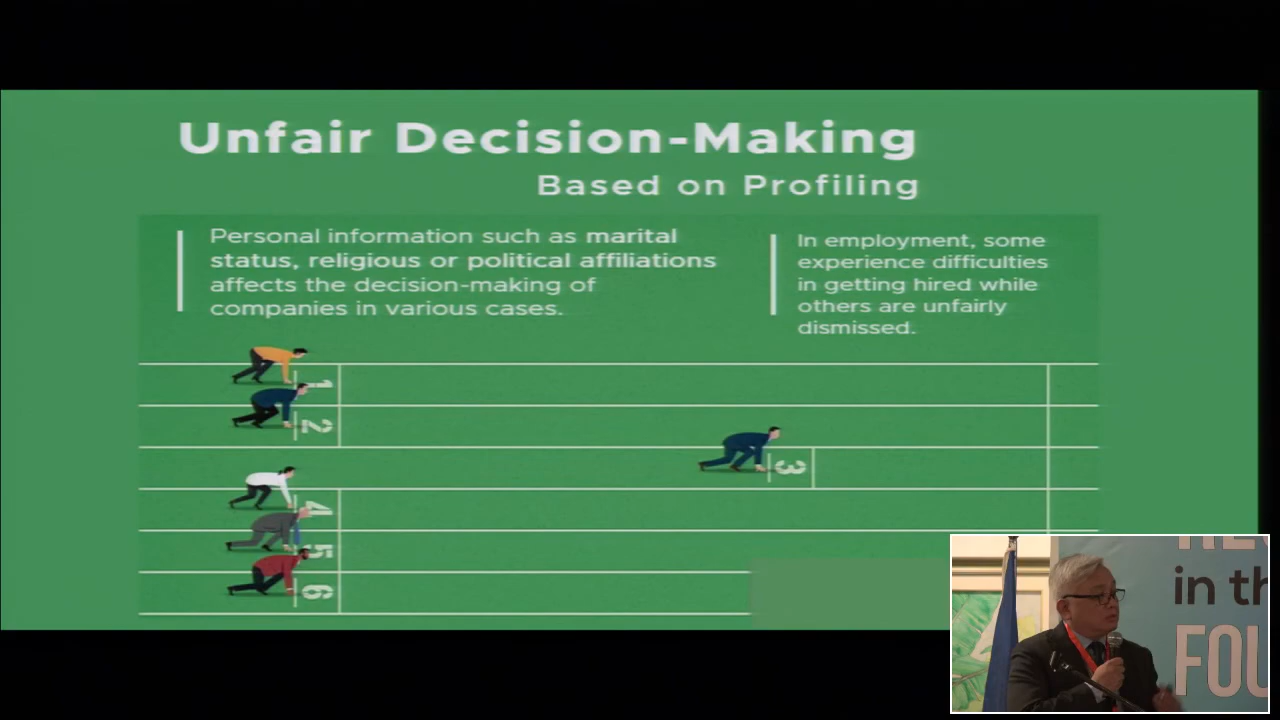 Unfair Decision-Making
Based on Profiling
Personal information such as marital
status, religious or political affiliations
affects the decision-making of
companies in various cases.
In employment, some
experience difficulties
in getting hired while
others are unfairly
dismissed.
1
2
3
4
5
6
in th
FOU